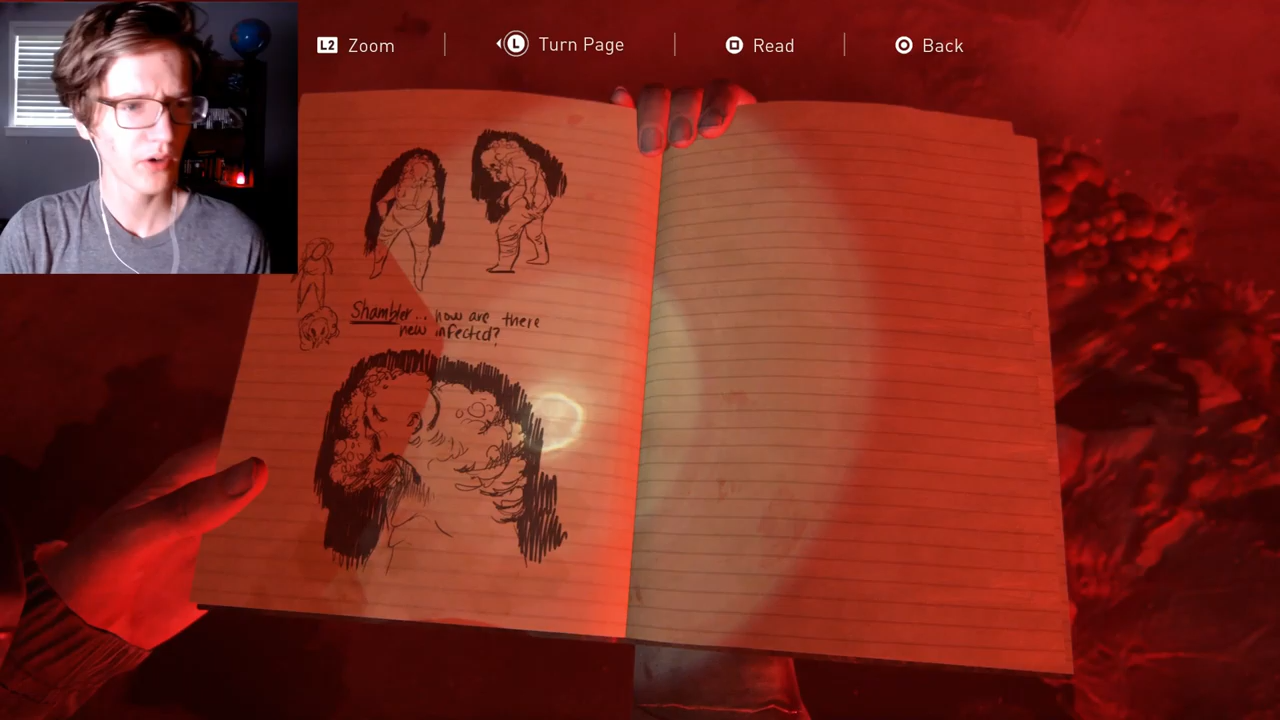 L2 Zoom | L Turn Page | Read | Back
Shambler.. how are there
new infected?